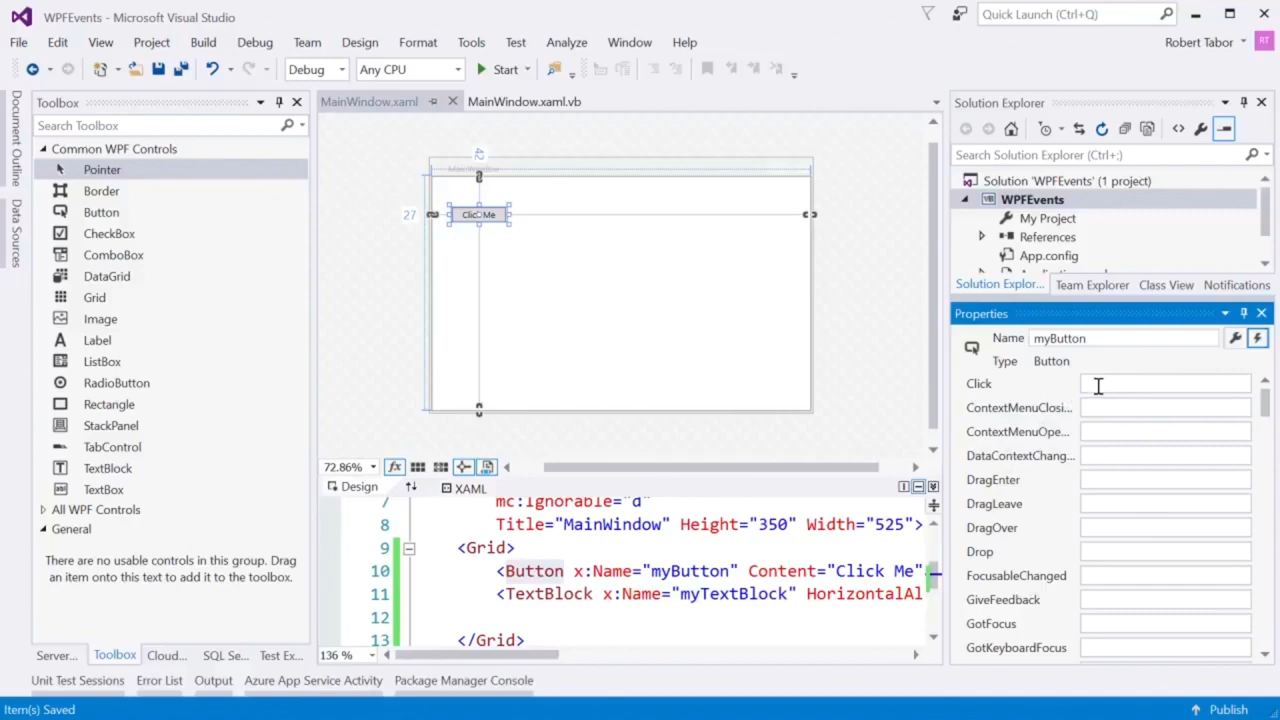 WPFEvents - Microsoft Visual Studio
Quick Launch (Ctrl+Q)
File Edit View Project Build Debug Team Format Tools Test Analyze Window Help
Robert Tabor RT
Debug Any CPU Start
Document Outline
Data Sources
Toolbox
Search Toolbox
Common WPF Controls
Pointer
Border
Button
CheckBox
ComboBox
DataGrid
Grid
Image
Label
ListBox
RadioButton
Rectangle
StackPanel
TabControl
TextBlock
TextBox
All WPF Controls
General
There are no usable controls in this group. Drag
an item onto this text to add it to the toolbox.
Server... Toolbox Cloud... SQL Se... Test Ex...
MainWindow.xaml MainWindow.xaml.vb
42
MainWindow
27
Click Me
72.86%
Design XAML
7 mc:Ignorable="d"
8 Title="MainWindow" Height="350" Width="525">
9 <Grid>
10 <Button x:Name="myButton" Content="Click Me"
11 <TextBlock x:Name="myTextBlock" HorizontalAl
12
13 </Grid>
136 %
Solution Explorer
Search Solution Explorer (Ctrl+;)
Solution 'WPFEvents' (1 project)
WPFEvents
My Project
References
App.config
Solution Explor... Team Explorer Class View Notifications
Properties
Name myButton
Type Button
Click
ContextMenuClosi...
ContextMenuOpe...
DataContextChang...
DragEnter
DragLeave
DragOver
Drop
FocusableChanged
GiveFeedback
GotFocus
GotKeyboardFocus
Unit Test Sessions Error List Output Azure App Service Activity Package Manager Console
Item(s) Saved
Publish